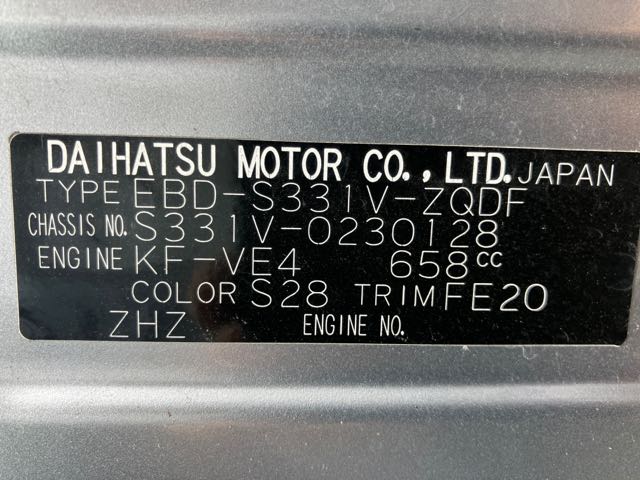 DAIHATSU MOTOR CO.,LTD. JAPAN
TYPE EBD-S331V-ZQDF
CHASSIS NO. S331V-0230128
ENGINE KF-VE4 658cc
COLOR S28 TRIM FE20
ZHZ ENGINE NO.